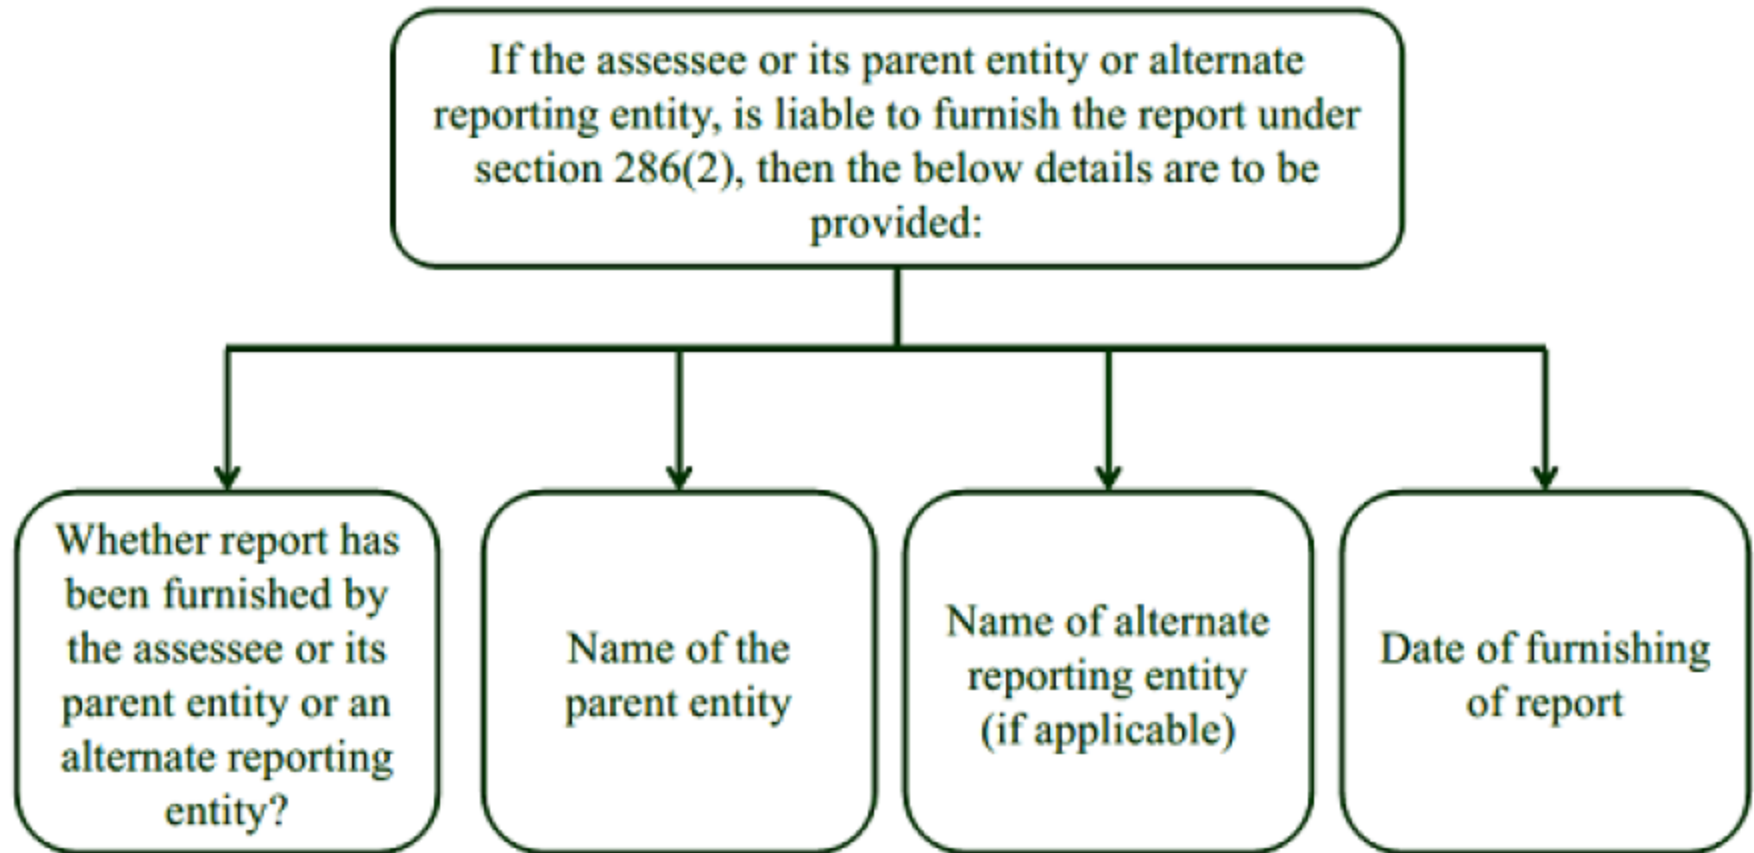 If the assessee or its parent entity or alternate
reporting entity, is liable to furnish the report under
section 286(2), then the below details are to be
provided:
Whether report has
been furnished by
the assessee or its
parent entity or an
alternate reporting
entity?
Name of the
parent entity
Name of alternate
reporting entity
(if applicable)
Date of furnishing
of report